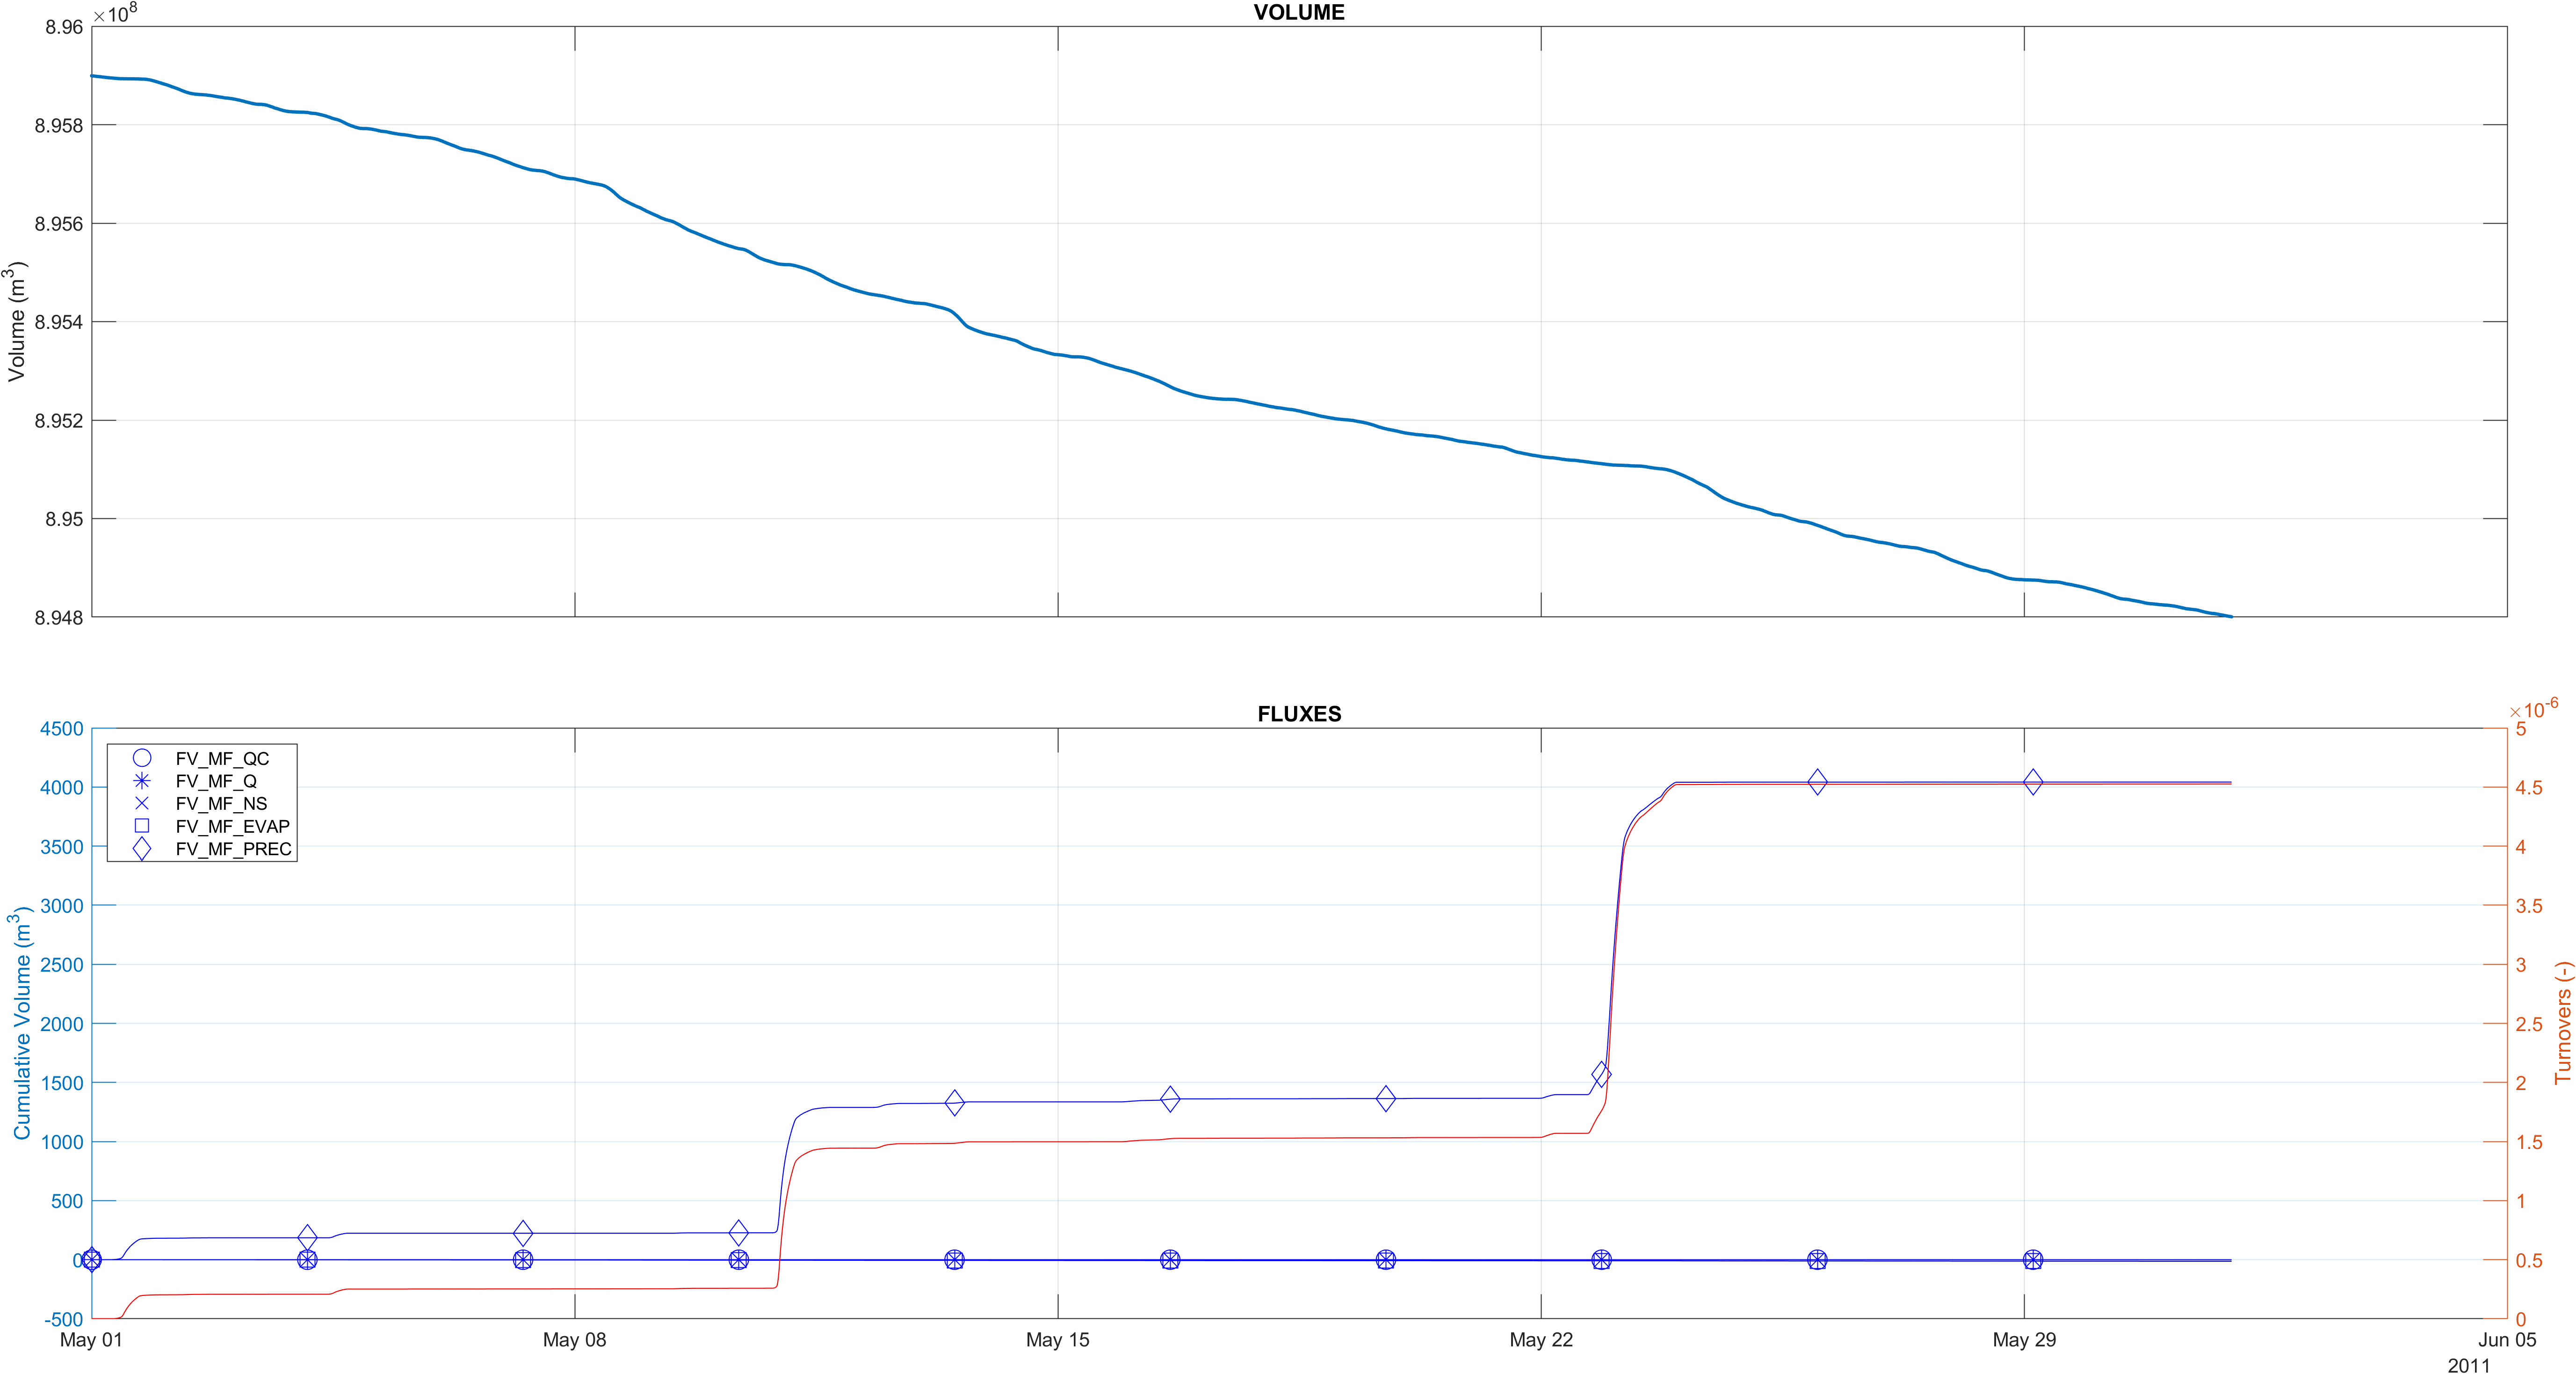 VOLUME
×10^8
8.96
8.958
8.956
8.954
8.952
8.95
8.948
Volume (m^3)
FLUXES
×10^-6
4500
4000
3500
3000
2500
2000
1500
1000
500
0
-500
Cumulative Volume (m^3)
FV_MF_QC
FV_MF_Q
FV_MF_NS
FV_MF_EVAP
FV_MF_PREC
5
4.5
4
3.5
3
2.5
2
1.5
1
0.5
0
Turnovers (-)
May 01 May 08 May 15 May 22 May 29 Jun 05
2011